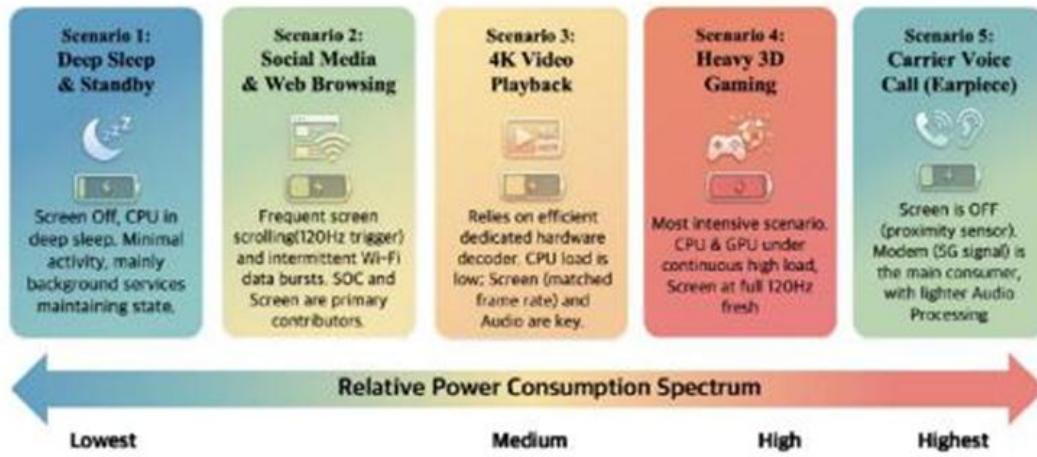 Scenario 1:
Deep Sleep
& Standby
Screen Off, CPU in
deep sleep. Minimal
activity, mainly
background services
maintaining state.
Scenario 2:
Social Media
& Web Browsing
Frequent screen
scrolling(120Hz trigger)
and intermittent Wi-Fi
data bursts. SOC and
Screen are primary
contributors.
Scenario 3:
4K Video
Playback
Relies on efficient
dedicated hardware
decoder. CPU load is
low; Screen (matched
frame rate) and
Audio are key.
Scenario 4:
Heavy 3D
Gaming
Most intensive scenario.
CPU & GPU under
continuous high load,
Screen at full 120Hz
fresh
Scenario 5:
Carrier Voice
Call (Earpiece)
Screen is OFF
(proximity sensor).
Modem (5G signal) is
the main consumer,
with lighter Audio
Processing
Relative Power Consumption Spectrum
Lowest
Medium
High
Highest